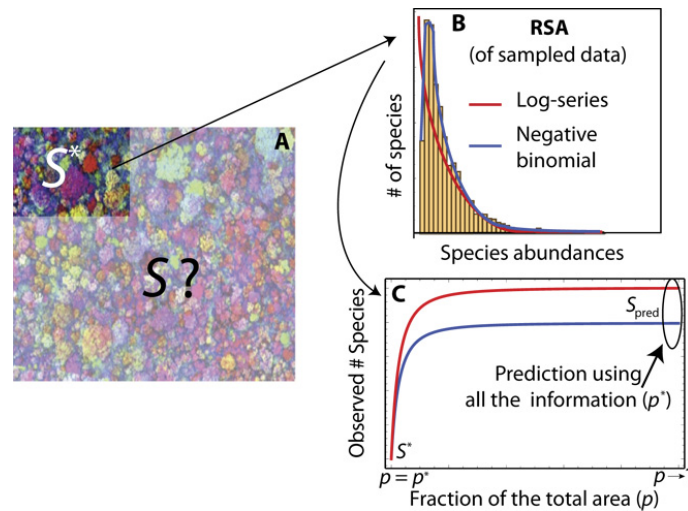 A
S*
S ?
B
RSA
(of sampled data)
Log-series
Negative
binomial
# of species
Species abundances
C
S pred
Prediction using
all the information (p*)
Observed # Species
S*
p = p*
p →
Fraction of the total area (p)